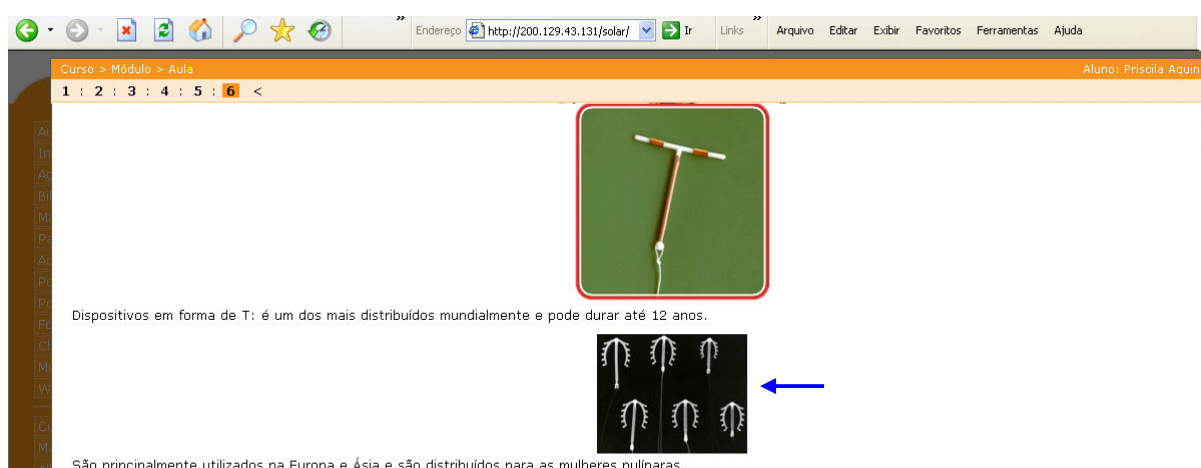 » Endereço http://200.129.43.131/solar/ Ir Links » Arquivo Editar Exibir Favoritos Ferramentas Ajuda
Curso > Módulo > Aula Aluno: Priscila Aquin
1 : 2 : 3 : 4 : 5 : 6 <
Dispositivos em forma de T: é um dos mais distribuídos mundialmente e pode durar até 12 anos.
São principalmente utilizados na Europa e Ásia e são distribuídos para as mulheres nulíparas.